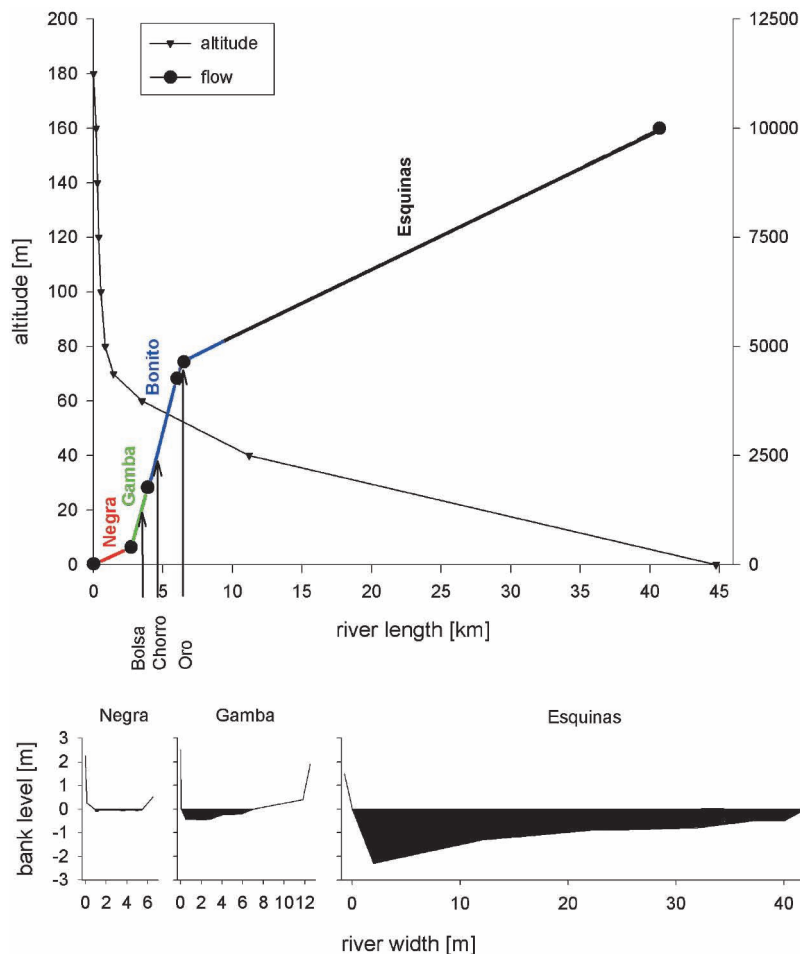 altitude
flow
200
180
160
140
120
100
80
60
40
20
0
altitude [m]
12500
10000
7500
5000
2500
0
Esquinas
Bonito
Gamba
Negra
0 5 10 15 20 25 30 35 40 45
river length [km]
Bolsa
Chorro
Oro
Negra Gamba Esquinas
3
2
1
0
-1
-2
-3
bank level [m]
0 2 4 6 0 2 4 6 8 10 12 0 10 20 30 40
river width [m]